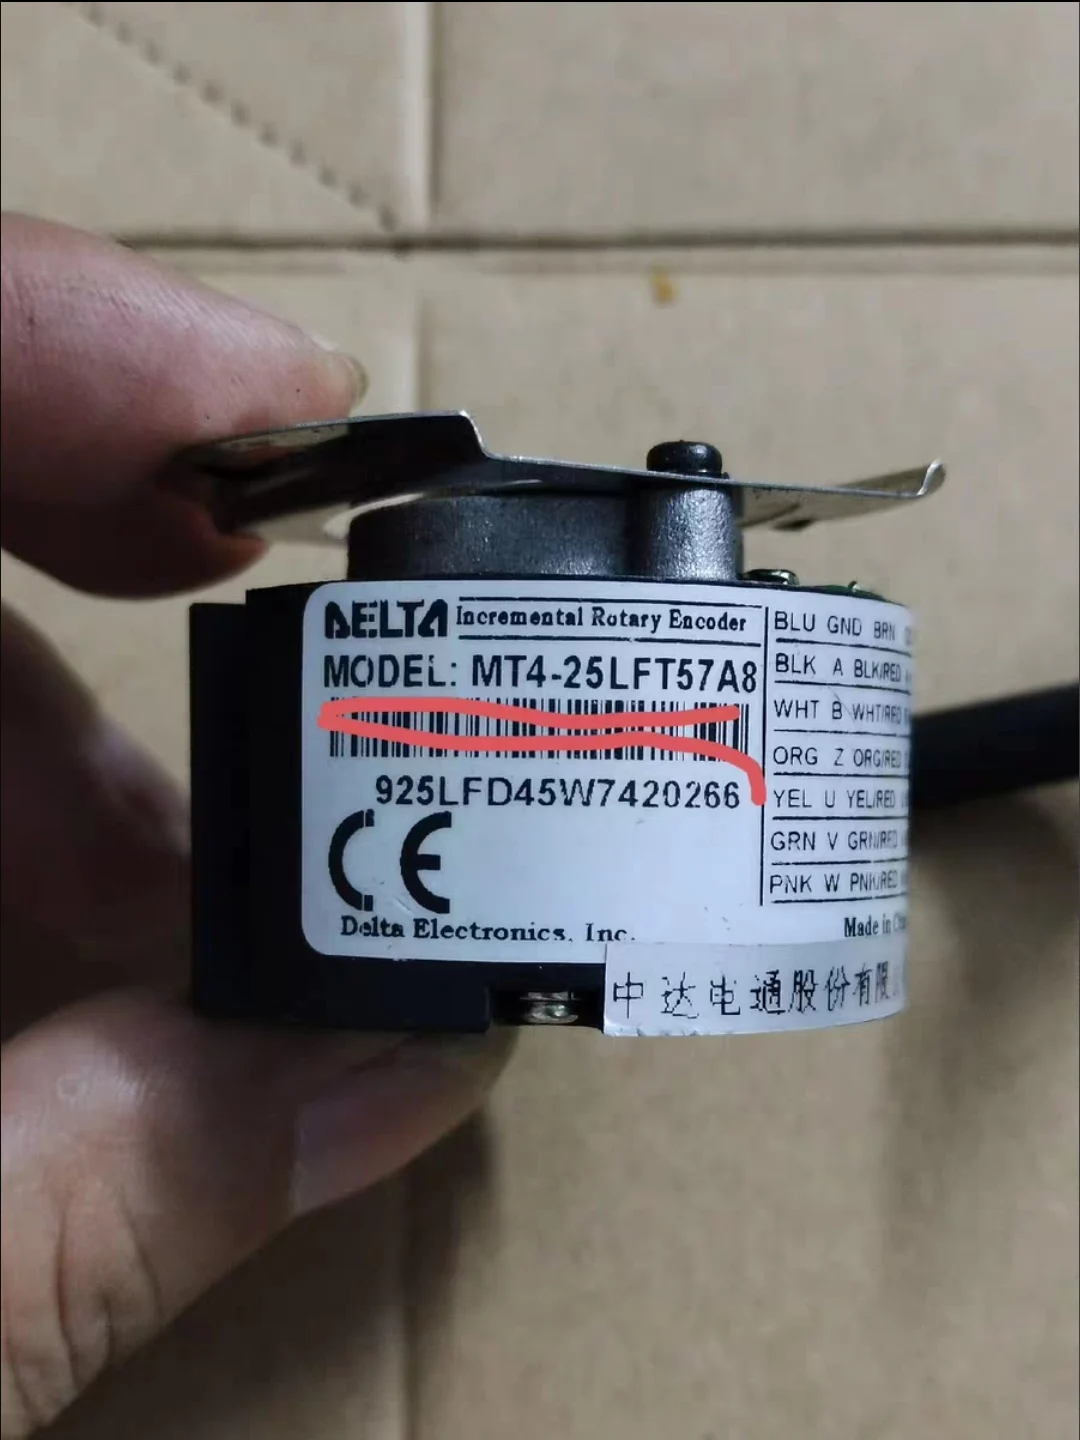 DELTA Incremental Rotary Encoder
MODEL: MT4-25LFT57A8
925LFD45W7420266
CE
Delta Electronics, Inc.
BLU GND BRN
BLK A BLK/RED
WHT B WHT/RED
ORG Z ORG/RED
YEL U YEL/RED
GRN V GRN/RED
PNK W PNK/RED
Made in
中达电通股份有限